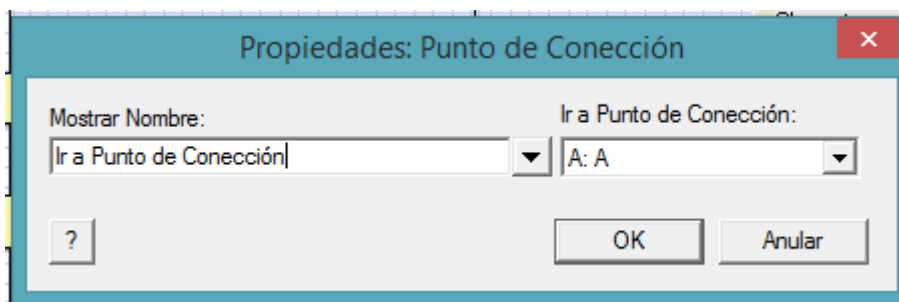 Propiedades: Punto de Conección
Mostrar Nombre:
Ir a Punto de Conección:
Ir a Punto de Conección
A: A
?
OK
Anular